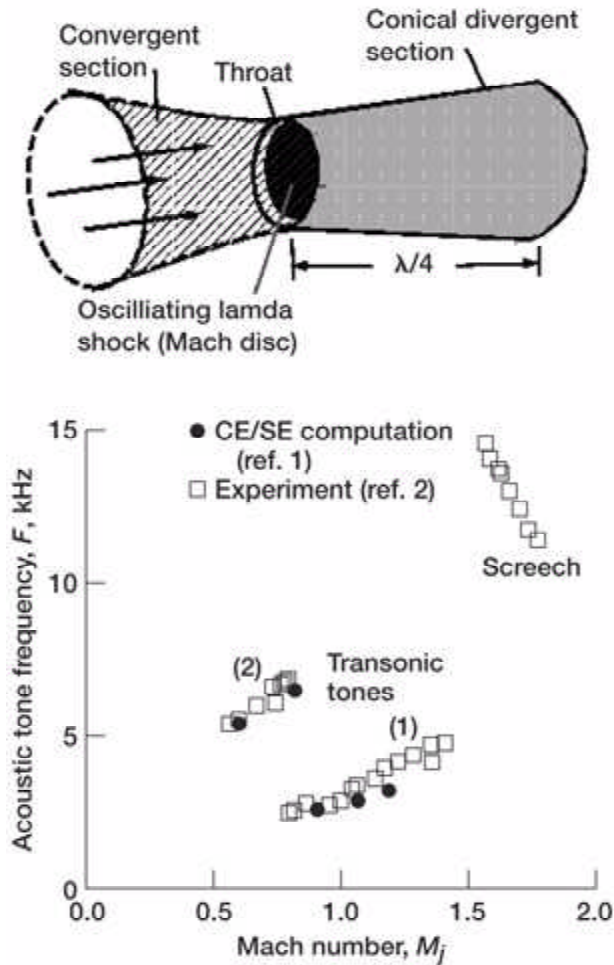 Convergent
section
Throat
Conical divergent
section
λ/4
Oscilliating lamda
shock (Mach disc)
15
10
5
0
Acoustic tone frequency, F, kHz
CE/SE computation
(ref. 1)
Experiment (ref. 2)
Screech
(2)
Transonic
tones
(1)
0.0
0.5
1.0
1.5
2.0
Mach number, Mj